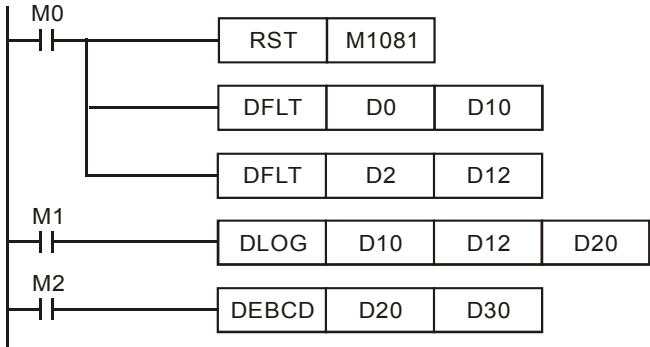 M0
RST M1081
DFLT D0 D10
DFLT D2 D12
M1
DLOG D10 D12 D20
M2
DEBCD D20 D30